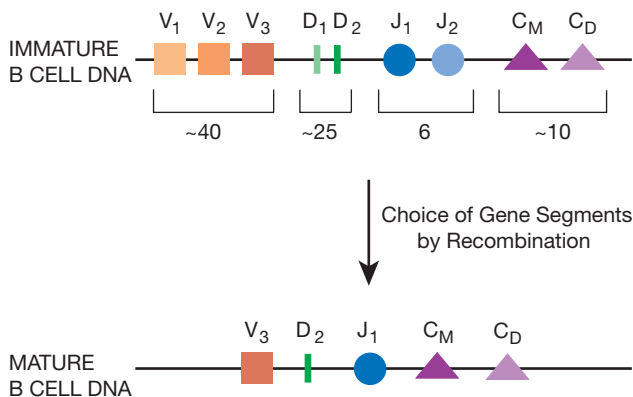 V1 V2 V3 D1 D2 J1 J2 CM CD
IMMATURE
B CELL DNA
~40 ~25 6 ~10
Choice of Gene Segments
by Recombination
V3 D2 J1 CM CD
MATURE
B CELL DNA